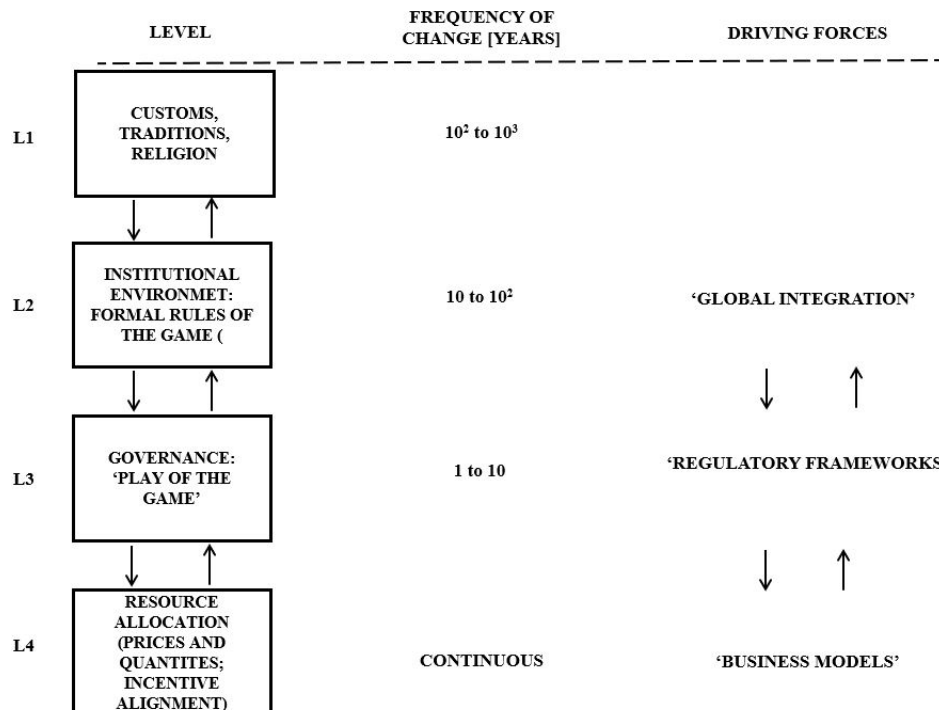 LEVEL
FREQUENCY OF
CHANGE [YEARS]
DRIVING FORCES
L1
CUSTOMS,
TRADITIONS,
RELIGION
10² to 10³
L2
INSTITUTIONAL
ENVIRONMET:
FORMAL RULES OF
THE GAME (
10 to 10²
‘GLOBAL INTEGRATION’
L3
GOVERNANCE:
‘PLAY OF THE
GAME’
1 to 10
‘REGULATORY FRAMEWORKS
L4
RESOURCE
ALLOCATION
(PRICES AND
QUANTITES;
INCENTIVE
ALIGNMENT)
CONTINUOUS
‘BUSINESS MODELS’